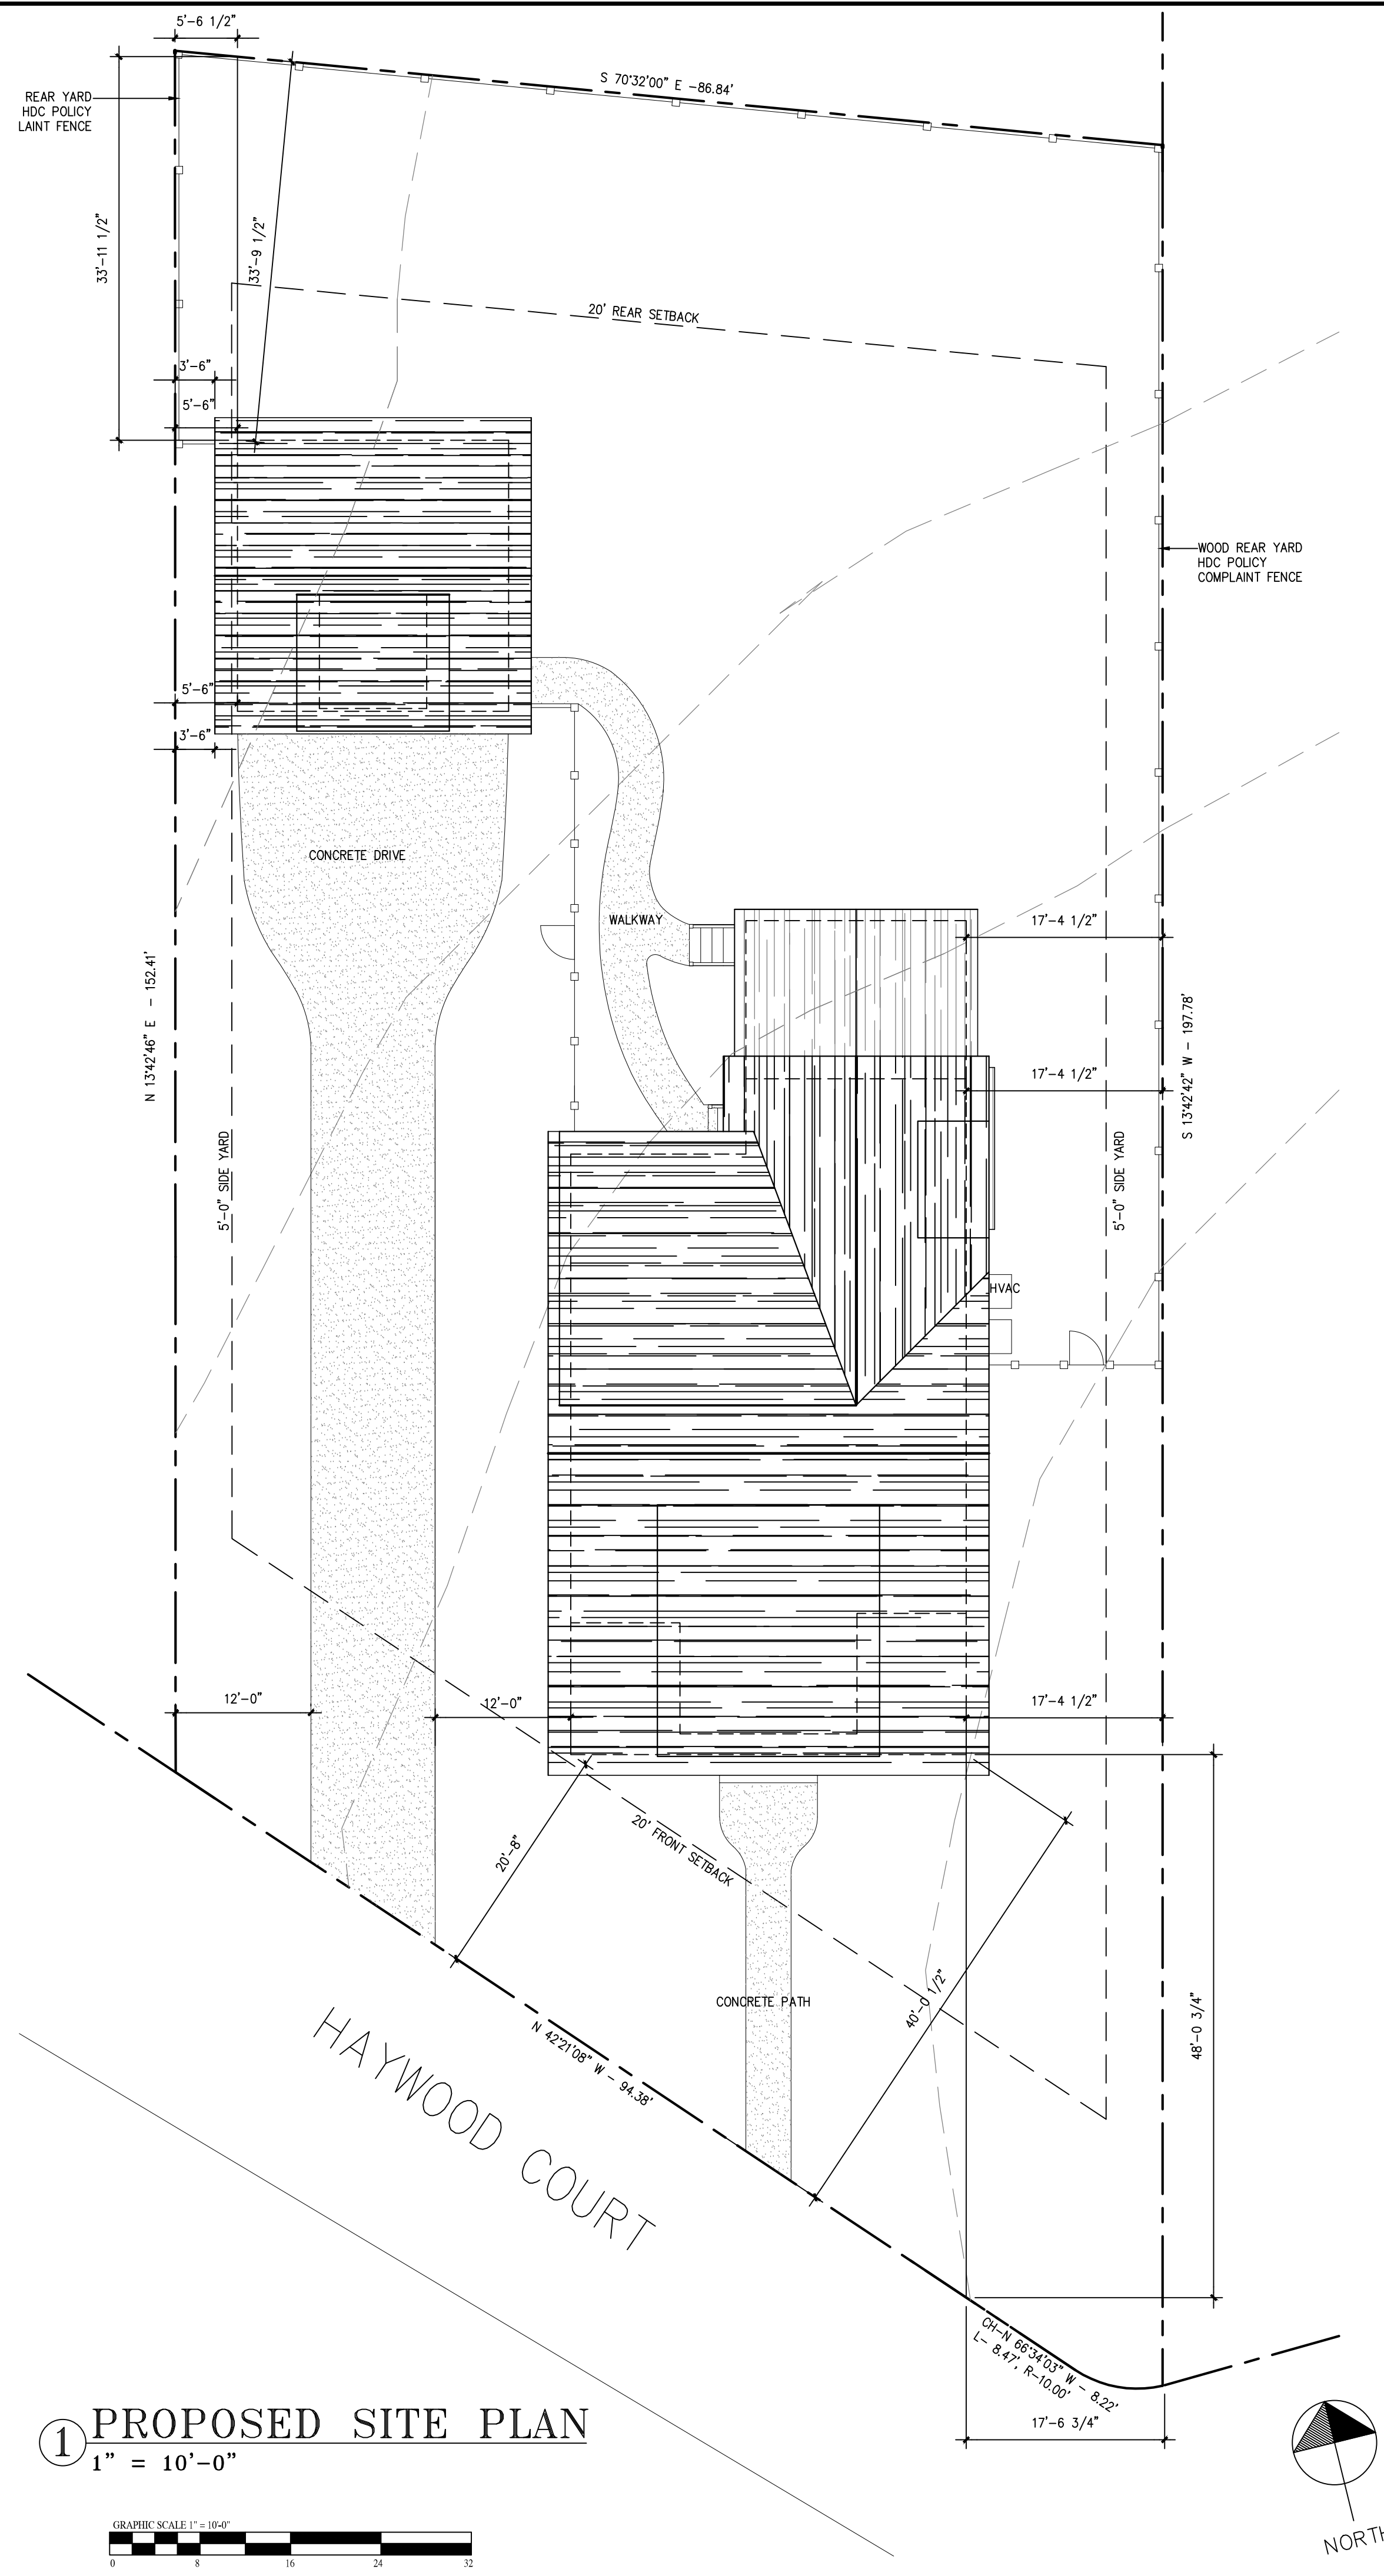 5'-6 1/2"
S 70°32'00" E -86.84'
REAR YARD
HDC POLICY
LAINT FENCE
33'-11 1/2"
33'-9 1/2"
20' REAR SETBACK
3'-6"
5'-6"
WOOD REAR YARD
HDC POLICY
COMPLAINT FENCE
5'-6"
3'-6"
CONCRETE DRIVE
WALKWAY
17'-4 1/2"
N 13°42'46" E - 152.41'
S 13°42'42" W - 197.78'
17'-4 1/2"
5'-0" SIDE YARD
5'-0" SIDE YARD
HVAC
12'-0"
12'-0"
17'-4 1/2"
20'-8"
20' FRONT SETBACK
40'-0 1/2"
48'-0 3/4"
CONCRETE PATH
N 42°21'08" W - 94.38'
HAYWOOD COURT
CH-N 66°34'03" W - 8.22'
L- 8.47', R-10.00'
17'-6 3/4"
1 PROPOSED SITE PLAN
1" = 10'-0"
GRAPHIC SCALE 1" = 10'-0"
0 8 16 24 32
NORTH